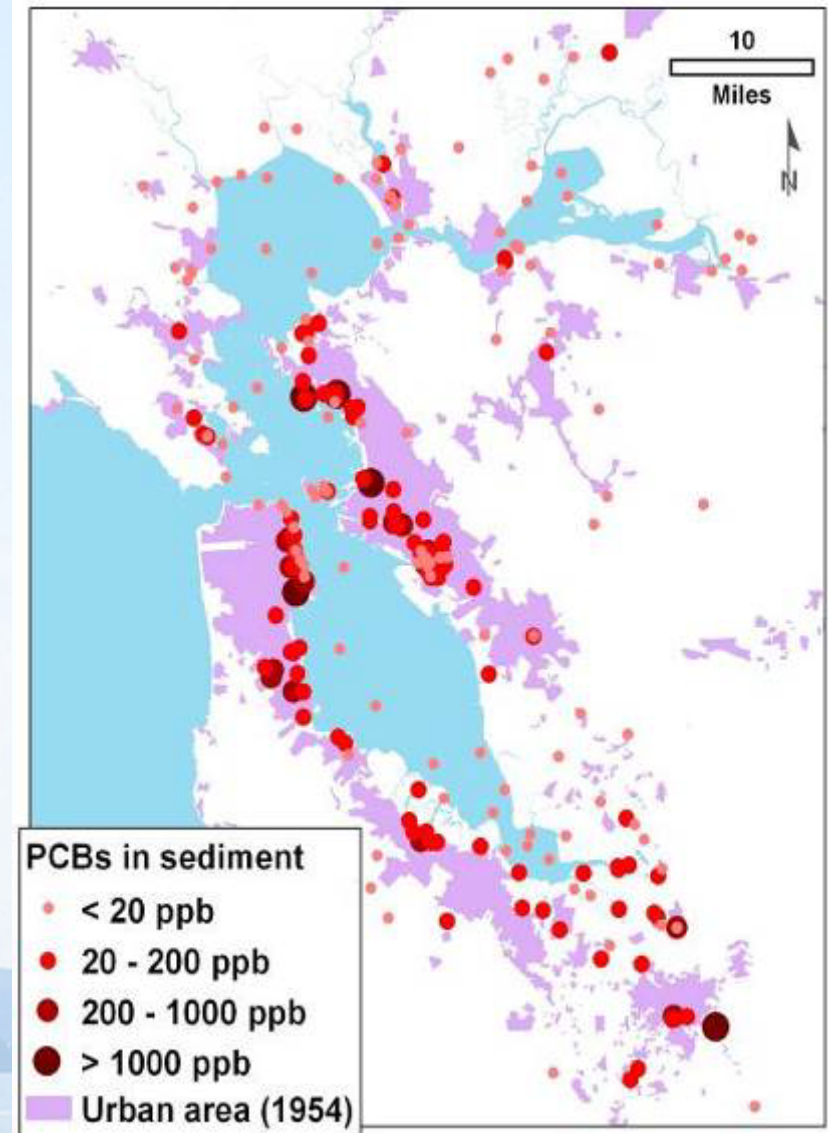 10
Miles
N
PCBs in sediment
< 20 ppb
20 - 200 ppb
200 - 1000 ppb
> 1000 ppb
Urban area (1954)